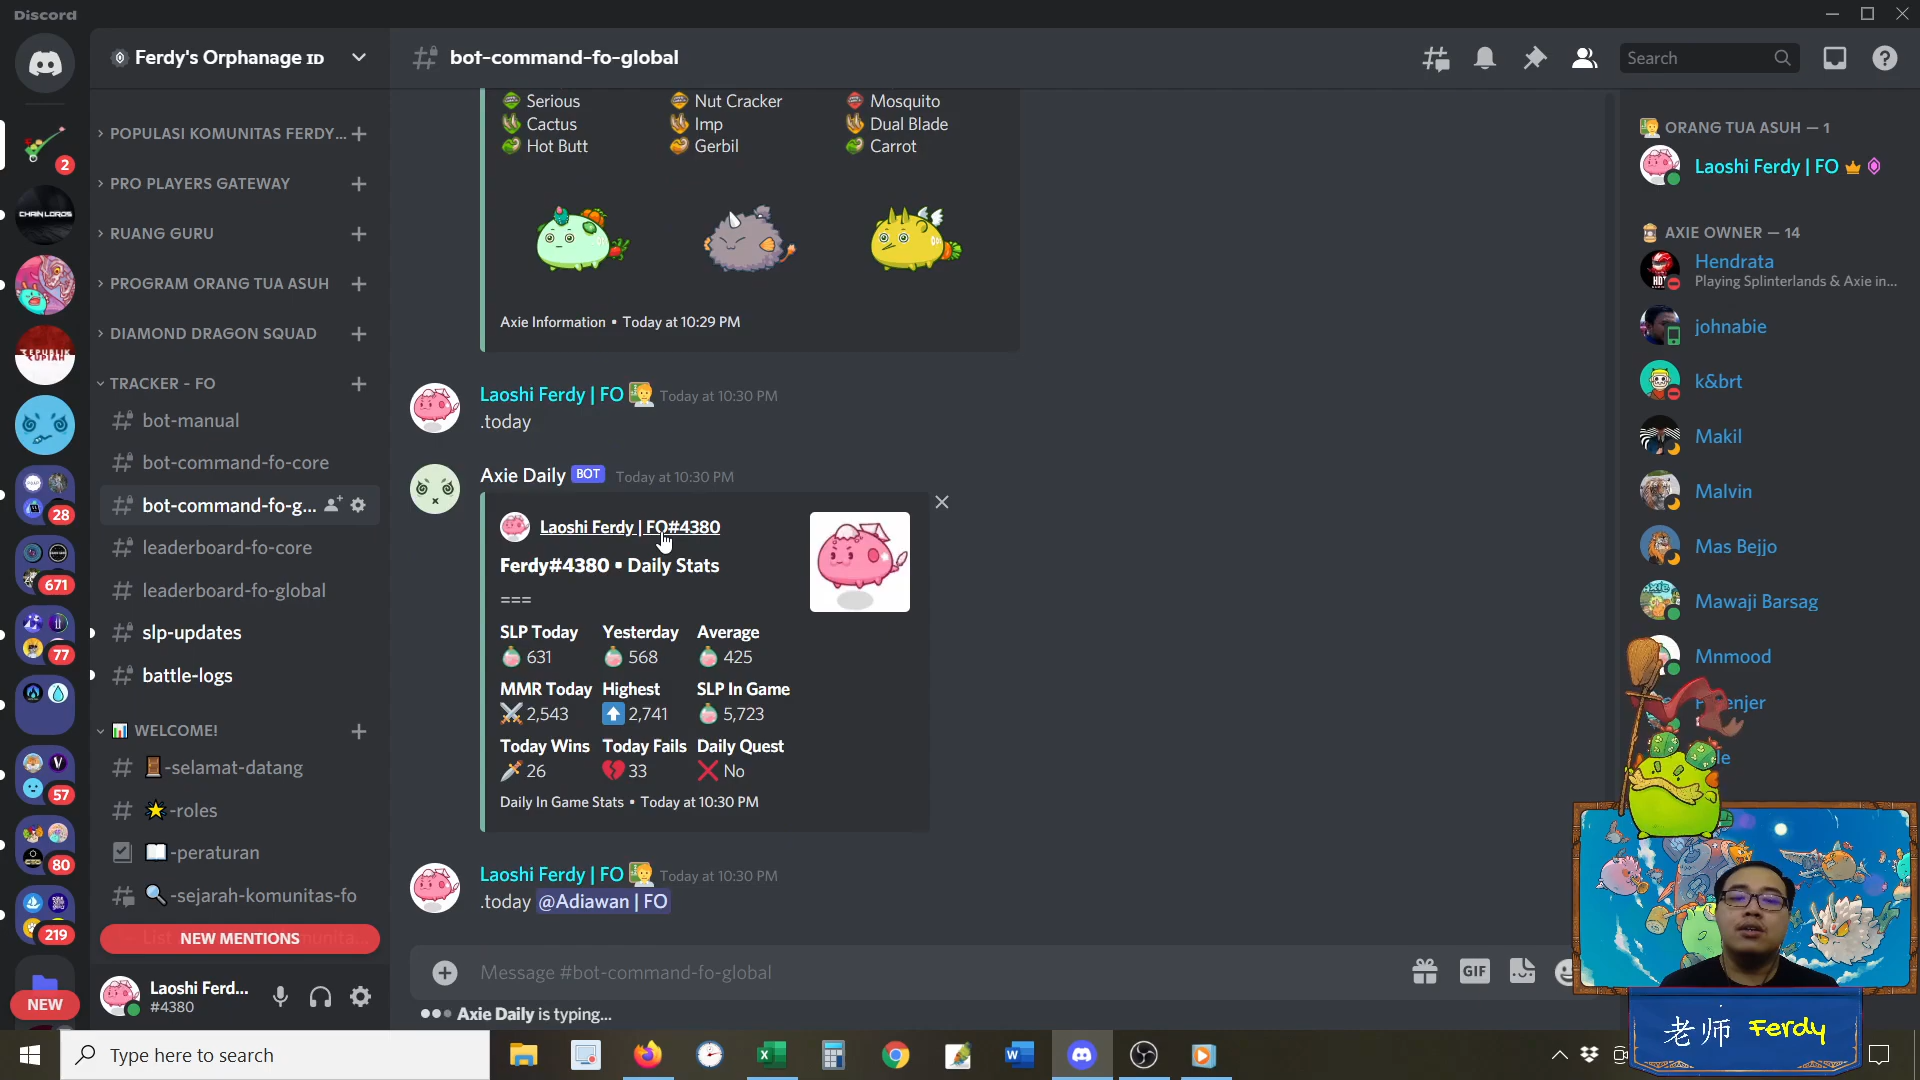 Discord
Ferdy's Orphanage ID
bot-command-fo-global
Search
POPULASI KOMUNITAS FERDY...
PRO PLAYERS GATEWAY
RUANG GURU
PROGRAM ORANG TUA ASUH
DIAMOND DRAGON SQUAD
TRACKER - FO
bot-manual
bot-command-fo-core
bot-command-fo-g...
leaderboard-fo-core
leaderboard-fo-global
slp-updates
battle-logs
WELCOME!
-selamat-datang
-roles
-peraturan
-sejarah-komunitas-fo
NEW MENTIONS
2
CHAIN LORDS
28
671
77
57
80
219
NEW
Laoshi Ferd...
#4380
Serious Nut Cracker Mosquito
Cactus Imp Dual Blade
Hot Butt Gerbil Carrot
Axie Information • Today at 10:29 PM
Laoshi Ferdy | FO Today at 10:30 PM
.today
Axie Daily BOT Today at 10:30 PM
Laoshi Ferdy | FO#4380
Ferdy#4380 • Daily Stats
===
SLP Today Yesterday Average
631 568 425
MMR Today Highest SLP In Game
2,543 2,741 5,723
Today Wins Today Fails Daily Quest
26 33 No
Daily In Game Stats • Today at 10:30 PM
Laoshi Ferdy | FO Today at 10:30 PM
.today @Adiawan | FO
Message #bot-command-fo-global
GIF
Axie Daily is typing...
ORANG TUA ASUH — 1
Laoshi Ferdy | FO
AXIE OWNER — 14
Hendrata
Playing Splinterlands & Axie in...
johnabie
k&brt
Makil
Malvin
Mas Bejjo
Mawaji Barsag
Mnmood
老师 Ferdy
Type here to search